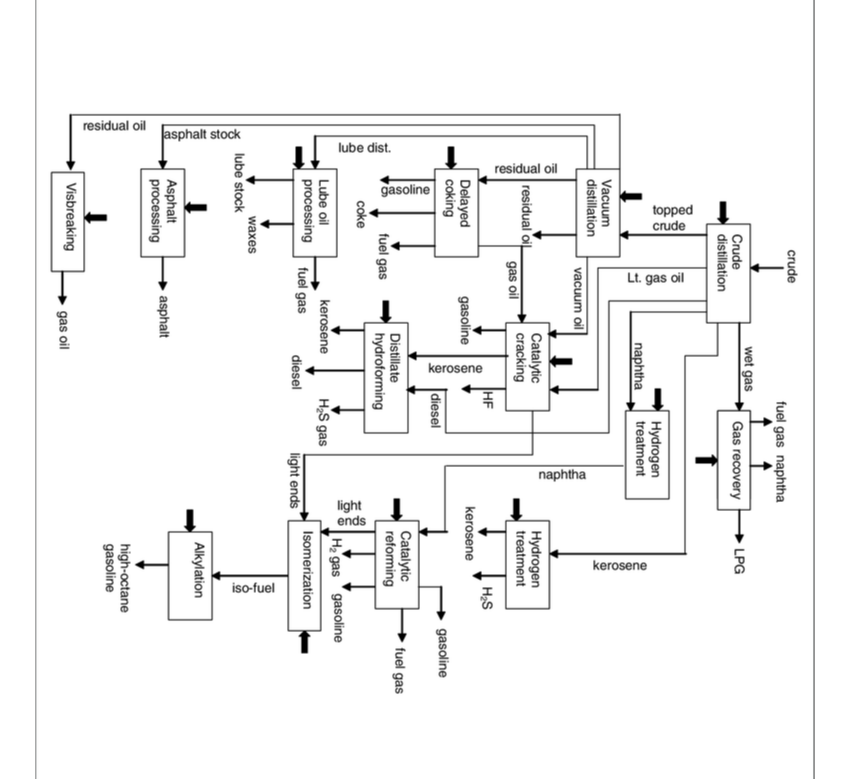 crude
Crude
distillation
topped
crude
Lt. gas oil
wet gas
Gas recovery
fuel gas
naphtha
LPG
naphtha
Hydrogen
treatment
kerosene
naphtha
Hydrogen
treatment
kerosene
H₂S
Vacuum
distillation
residual oil
residual oil
vacuum oil
lube dist.
asphalt stock
residual oil
Delayed
coking
gasoline
coke
fuel gas
gas oil
Catalytic
cracking
gasoline
kerosene
HF
diesel
Distillate
hydroforming
kerosene
diesel
H₂S gas
Lube oil
processing
lube stock
waxes
fuel gas
Asphalt
processing
asphalt
Visbreaking
gas oil
light ends
Catalytic
reforming
light
ends
H₂ gas
gasoline
gasoline
fuel gas
Isomerization
iso-fuel
Alkylation
high-octane
gasoline